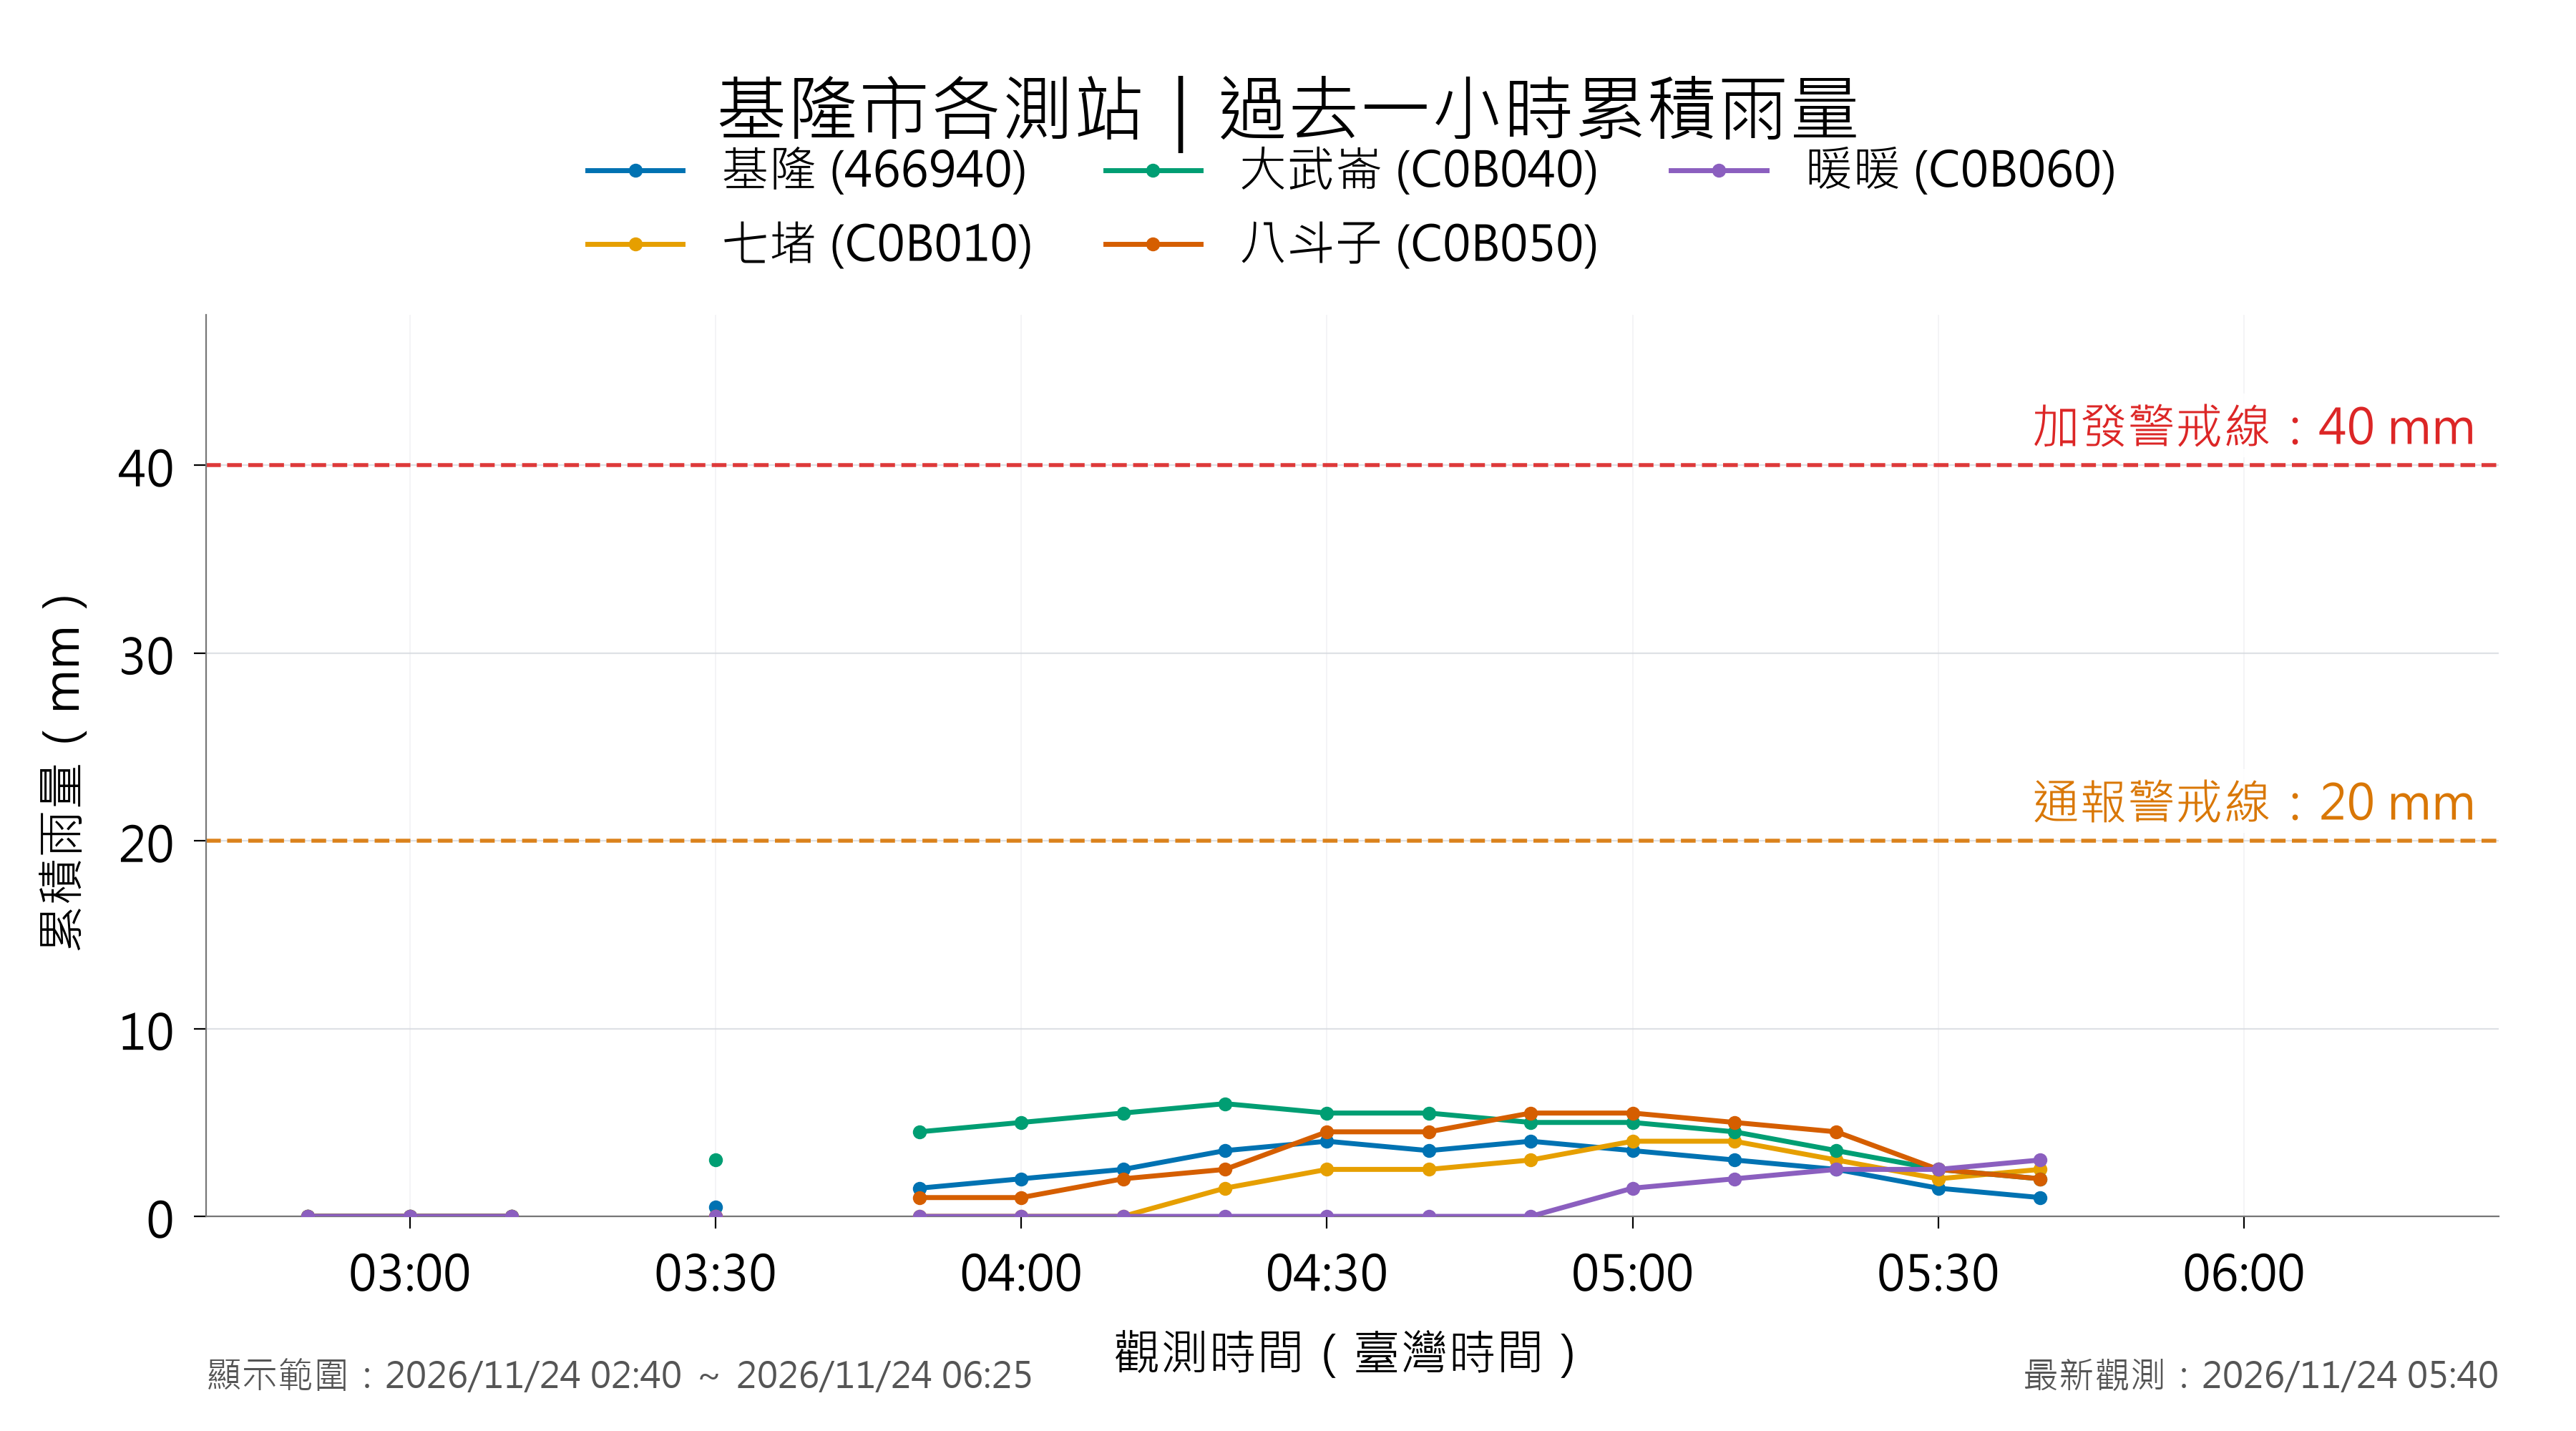 基隆市各測站｜過去一小時累積雨量
基隆 (466940)
大武崙 (C0B040)
暖暖 (C0B060)
七堵 (C0B010)
八斗子 (C0B050)
累積雨量（mm）
40
30
20
10
0
加發警戒線：40 mm
通報警戒線：20 mm
03:00 03:30 04:00 04:30 05:00 05:30 06:00
觀測時間（臺灣時間）
顯示範圍：2026/11/24 02:40 ~ 2026/11/24 06:25
最新觀測：2026/11/24 05:40